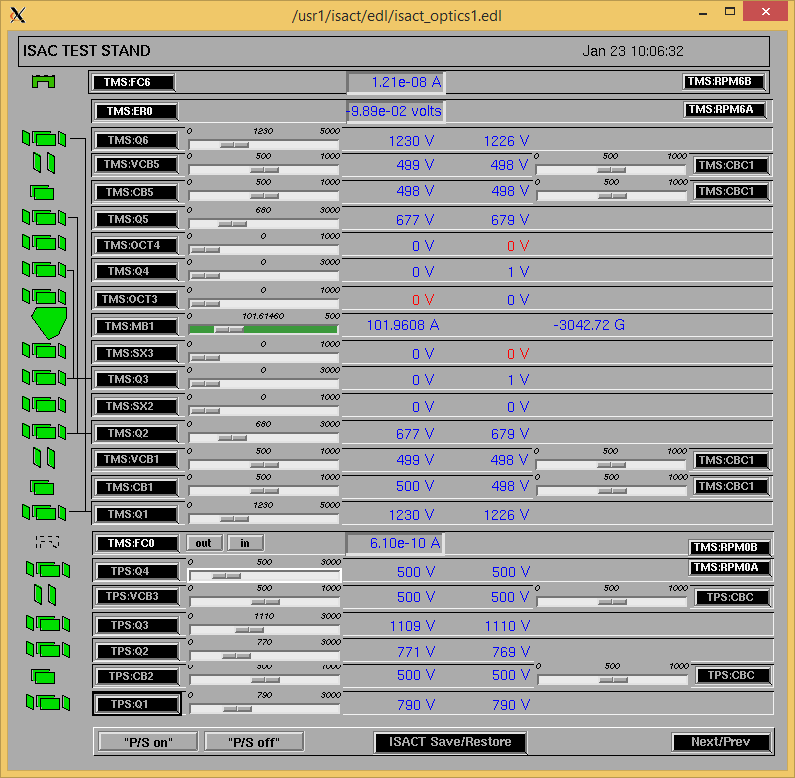 /usr1/isact/edl/isact_optics1.edl
ISAC TEST STAND Jan 23 10:06:32
TMS:FC6 1.21e-08 A TMS:RPM6B
TMS:ER0 -9.89e-02 volts TMS:RPM6A
TMS:Q6 0 1230 5000 1230 V 1226 V
TMS:VCB5 0 500 1000 499 V 498 V 0 500 1000 TMS:CBC1
TMS:CB5 0 500 1000 498 V 498 V 0 500 1000 TMS:CBC1
TMS:Q5 0 680 3000 677 V 679 V
TMS:OCT4 0 0 1000 0 V 0 V
TMS:Q4 0 0 3000 0 V 1 V
TMS:OCT3 0 0 1000 0 V 0 V
TMS:MB1 0 101.61460 500 101.9608 A -3042.72 G
TMS:SX3 0 0 1000 0 V 0 V
TMS:Q3 0 0 3000 0 V 1 V
TMS:SX2 0 0 1000 0 V 0 V
TMS:Q2 0 680 3000 677 V 679 V
TMS:VCB1 0 500 1000 499 V 498 V 0 500 1000 TMS:CBC1
TMS:CB1 0 500 1000 500 V 498 V 0 500 1000 TMS:CBC1
TMS:Q1 0 1230 5000 1230 V 1226 V
TMS:FC0 out in 6.10e-10 A TMS:RPM0B
TPS:Q4 0 500 3000 500 V 500 V TMS:RPM0A
TPS:VCB3 0 500 1000 500 V 500 V 0 500 1000 TPS:CBC
TPS:Q3 0 1110 3000 1109 V 1110 V
TPS:Q2 0 770 3000 771 V 769 V
TPS:CB2 0 500 1000 500 V 500 V 0 500 1000 TPS:CBC
TPS:Q1 0 790 3000 790 V 790 V
"P/S on" "P/S off" ISACT Save/Restore Next/Prev